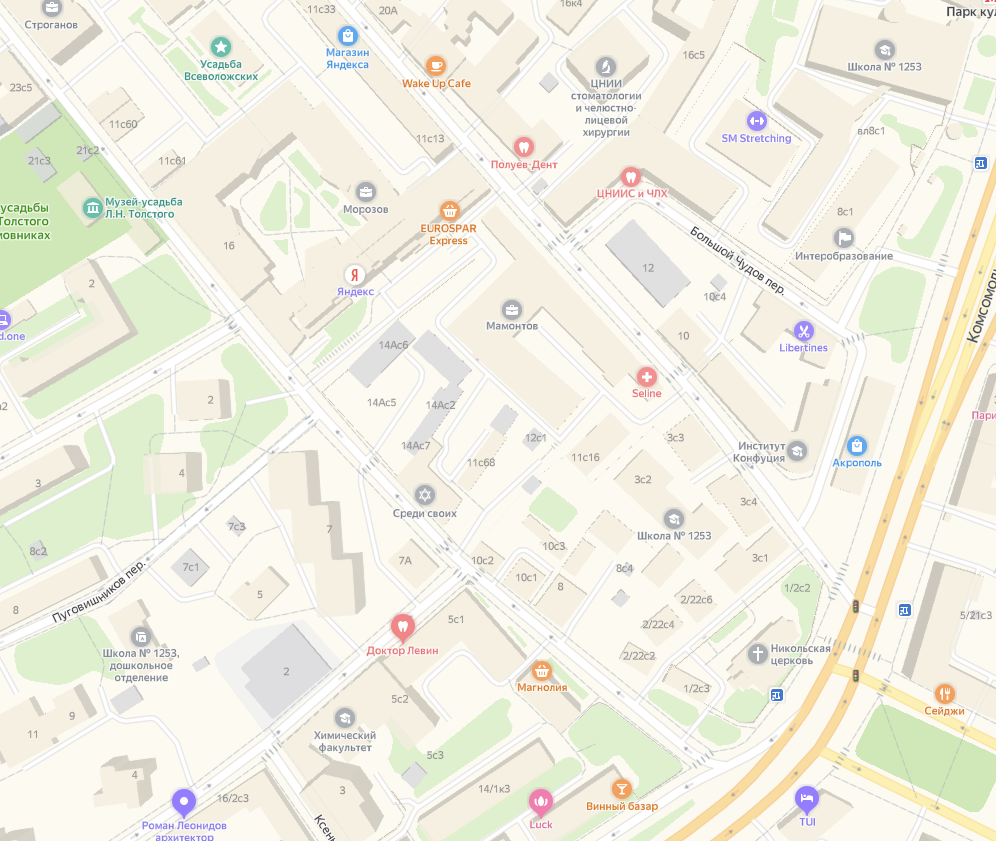 Строганов
11с33
20А
16к4
Парк кул
Усадьба
Всеволожских
Магазин
Яндекса
Wake Up Cafe
16с5
Школа № 1253
ЦНИИ
стоматологии
и челюстно-
лицевой
хирургии
23с5
11с60
11с13
SM Stretching
вл8с1
21с2
21с3
11с61
Полуев-Дент
ЦНИИС и ЧЛХ
Музей-усадьба
Л.Н. Толстого
усадьбы
Толстого
мовниках
Морозов
EUROSPAR
Express
16
8с1
Большой Чудов пер.
Интеробразование
12
10с4
2
Яндекс
Мамонтов
d.one
10
Libertines
Комсомоль
14Ас6
14Ас5
14Ас2
14Ас7
Seline
2
12с1
3с3
Институт
Конфуция
Акрополь
Пари
11с68
11с16
3с2
3с4
4
3
Среди своих
Школа № 1253
7с3
7
8с2
7с1
7А
10с2
10с3
10с1
8
8с4
3с1
1/2с2
5
Пуговишников пер.
8
2/22с6
5с1
2/22с4
5/21с3
Школа № 1253,
дошкольное
отделение
2
Доктор Левин
2/22с2
Никольская
церковь
Магнолия
1/2с3
5с2
9
11
Химический
факультет
5с3
Сейджи
4
3
14/1к3
16/2с3
Luck
Винный базар
TUI
Роман Леонидов
архитектор
Ксени